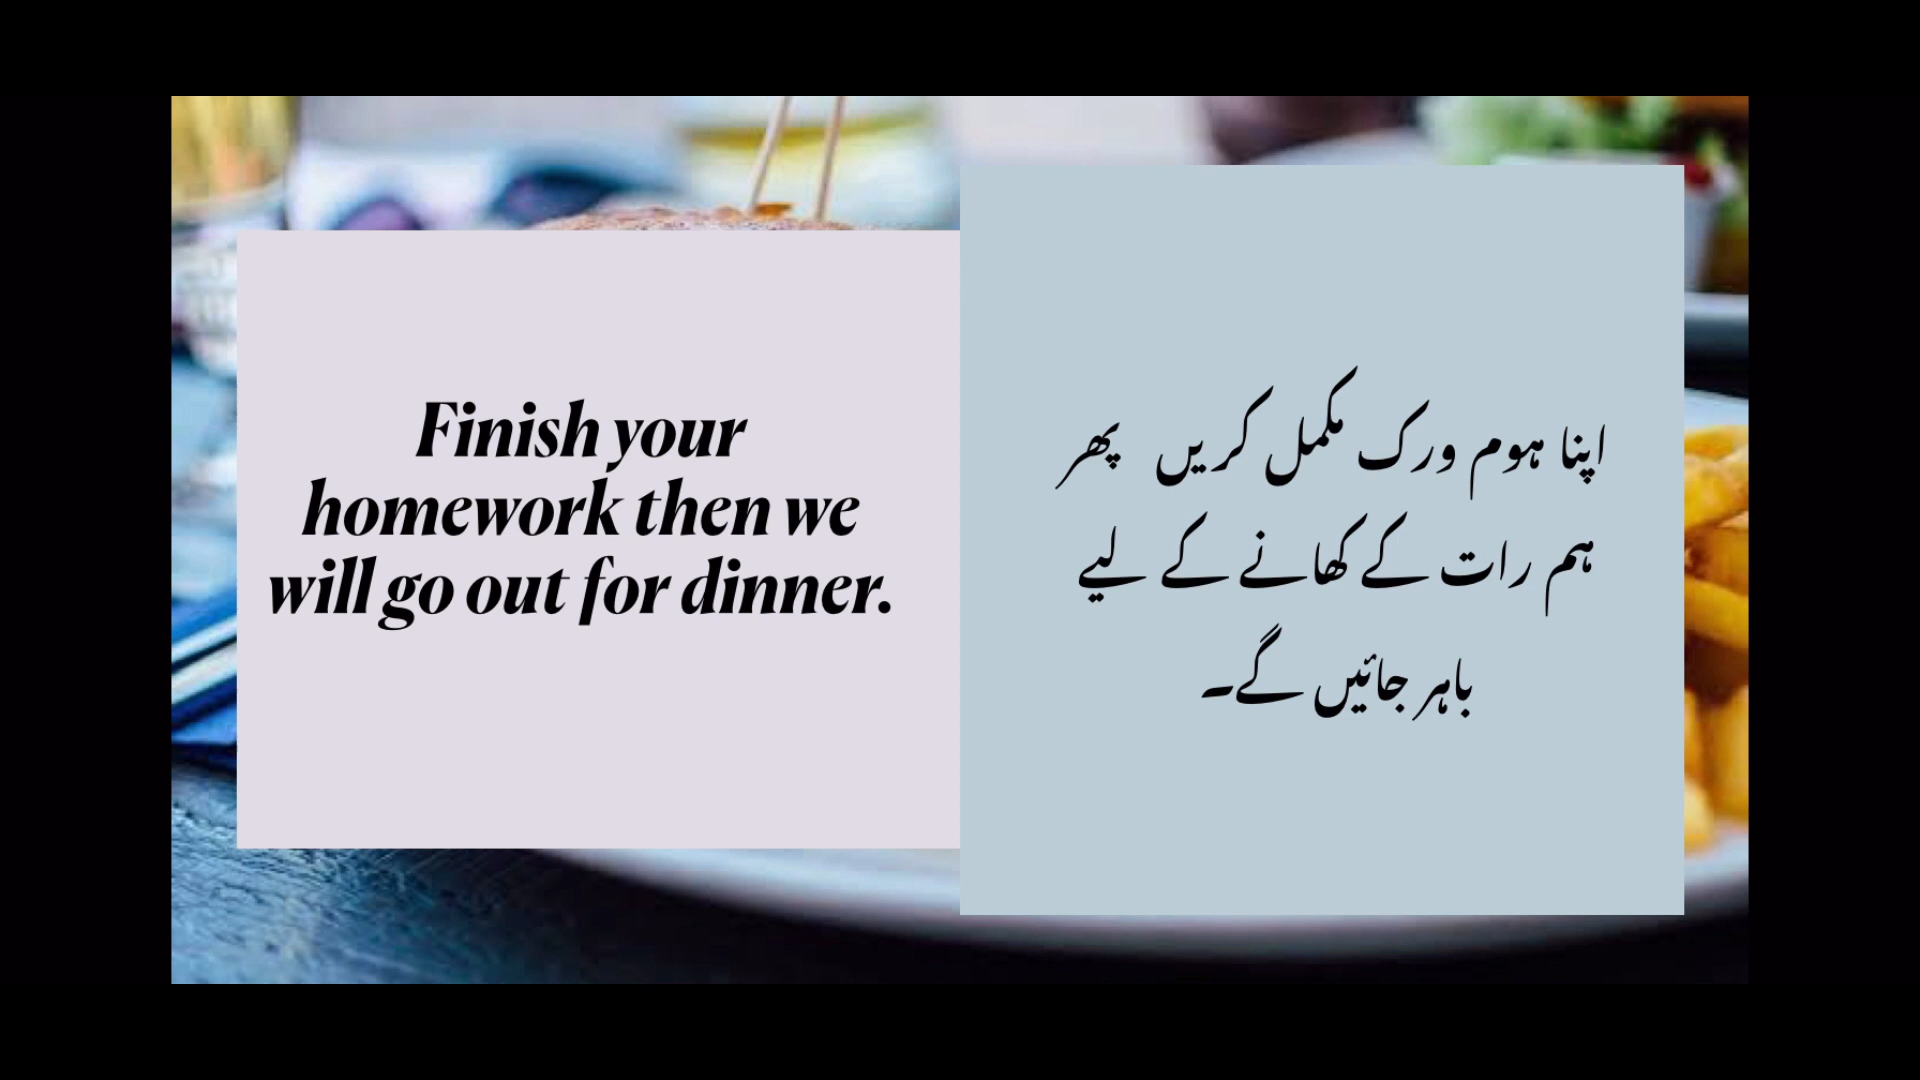 Finish your
homework then we
will go out for dinner.
اپنا ہوم ورک مکمل کریں پھر
ہم رات کے کھانے کے لیے
باہر جائیں گے۔